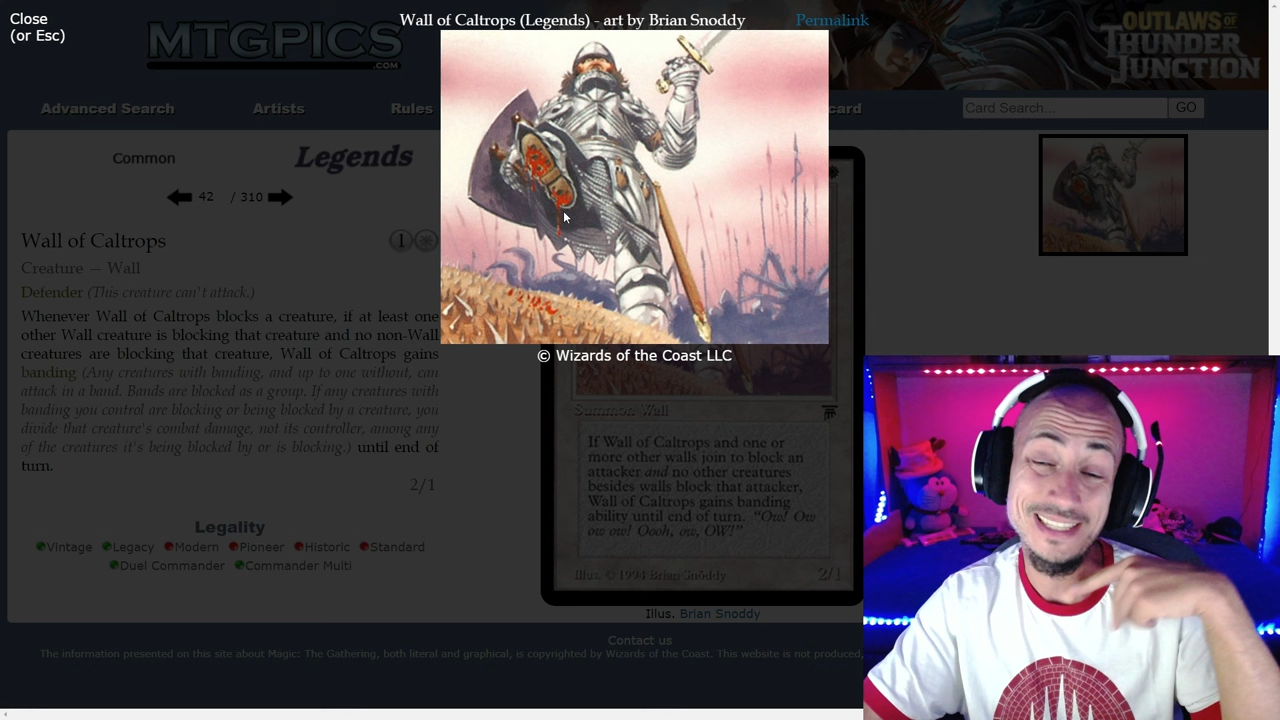 Close
(or Esc)
Wall of Caltrops (Legends) - art by Brian Snoddy
Permalink
MTGPICS
.COM
OUTLAWS OF
THUNDER
JUNCTION
Advanced Search
Artists
Rules
card
Card Search...
GO
Common
Legends
42 / 310
Wall of Caltrops
1
Creature — Wall
Defender (This creature can't attack.)
Whenever Wall of Caltrops blocks a creature, if at least one
other Wall creature is blocking that creature and no non-Wall
creatures are blocking that creature, Wall of Caltrops gains
banding (Any creatures with banding, and up to one without, can
attack in a band. Bands are blocked as a group. If any creatures with
banding you control are blocking or being blocked by a creature, you
divide that creature's combat damage, not its controller, among any
of the creatures it's being blocked by or is blocking.) until end of
turn.
2/1
Legality
Vintage Legacy Modern Pioneer Historic Standard
Duel Commander Commander Multi
© Wizards of the Coast LLC
Summon Wall
If Wall of Caltrops and one or
more other walls join to block an
attacker and no other creatures
besides walls block that attacker,
Wall of Caltrops gains banding
ability until end of turn. "Ow! Ow
ow ow! Oooh, ow, OW!"
Illus. © 1994 Brian Snoddy
2/1
Illus. Brian Snoddy
Contact us
The information presented on this site about Magic: The Gathering, both literal and graphical, is copyrighted by Wizards of the Coast. This website is not produced,